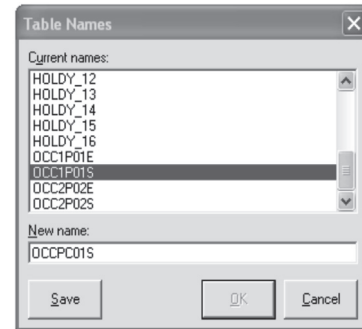 Table Names
Current names:
HOLDY_12
HOLDY_13
HOLDY_14
HOLDY_15
HOLDY_16
OCC1P01E
OCC1P01S
OCC2P02E
OCC2P02S
New name:
OCCPC01S
Save
OK
Cancel